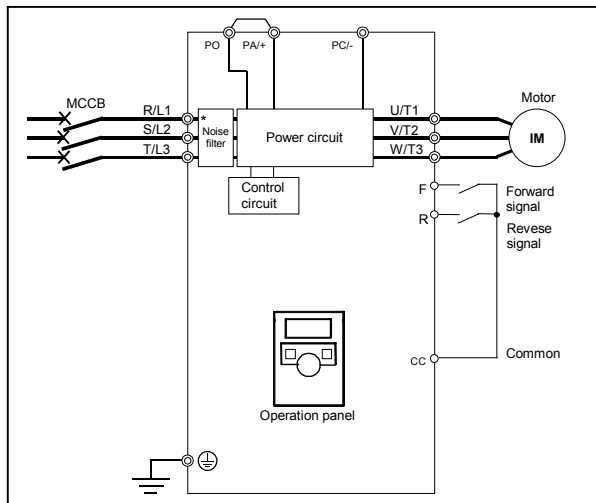 PO PA/+ PC/-
MCCB
R/L1
S/L2
T/L3
* Noise
filter
Power circuit
Control
circuit
U/T1
V/T2
W/T3
Motor
IM
F
Forward
signal
R
Revese
signal
CC
Common
Operation panel